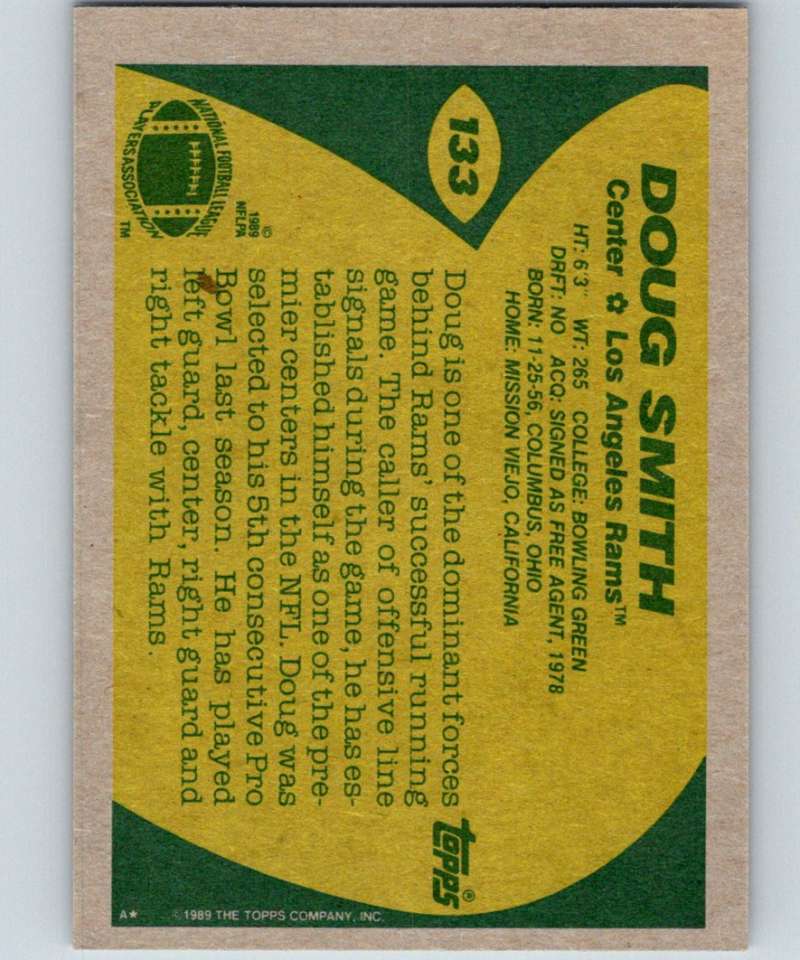 133
DOUG SMITH
Center ✿ Los Angeles Rams™
HT: 6'3" WT: 265 COLLEGE: BOWLING GREEN
DRFT: NO ACQ: SIGNED AS FREE AGENT, 1978
BORN: 11-25-56, COLUMBUS, OHIO
HOME: MISSION VIEJO, CALIFORNIA
Doug is one of the dominant forces
behind Rams' successful running
game. The caller of offensive line
signals during the game, he has es-
tablished himself as one of the pre-
mier centers in the NFL. Doug was
selected to his 5th consecutive Pro
Bowl last season. He has played
left guard, center, right guard and
right tackle with Rams.
NATIONAL FOOTBALL LEAGUE
PLAYERS ASSOCIATION
TM
©
1989
NFLPA
TOPPS®
A★ © 1989 THE TOPPS COMPANY, INC.